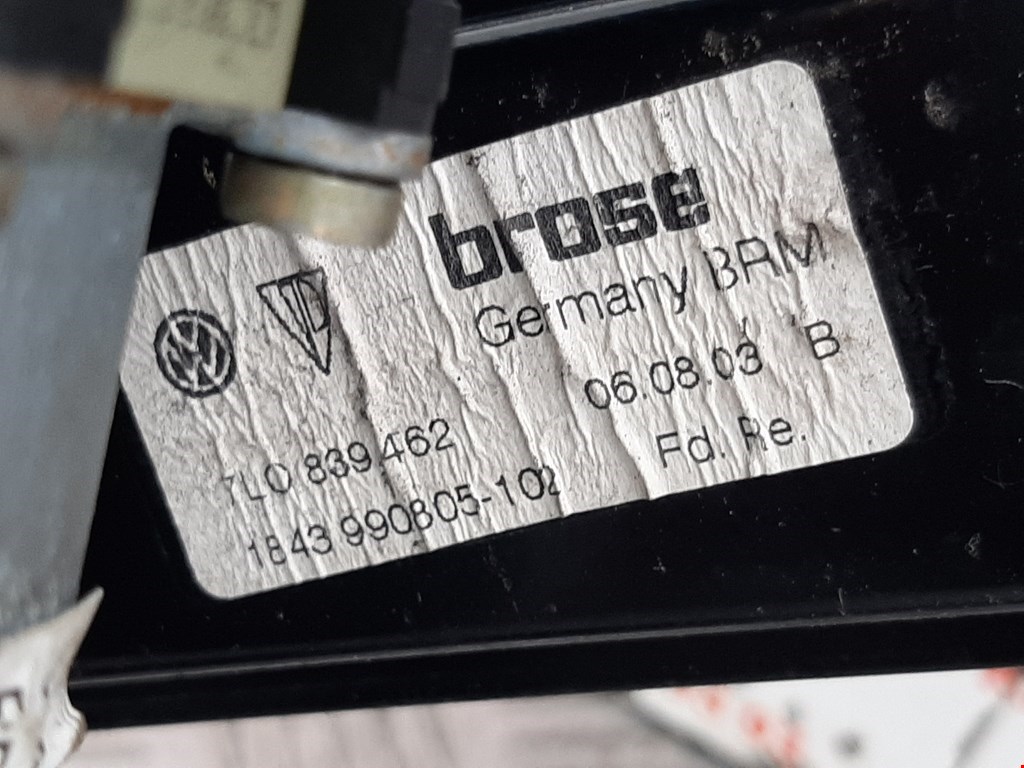 brose
Germany BRM
06.08.03 B
7L0 839 462
Fd. Re.
1843 990805-102